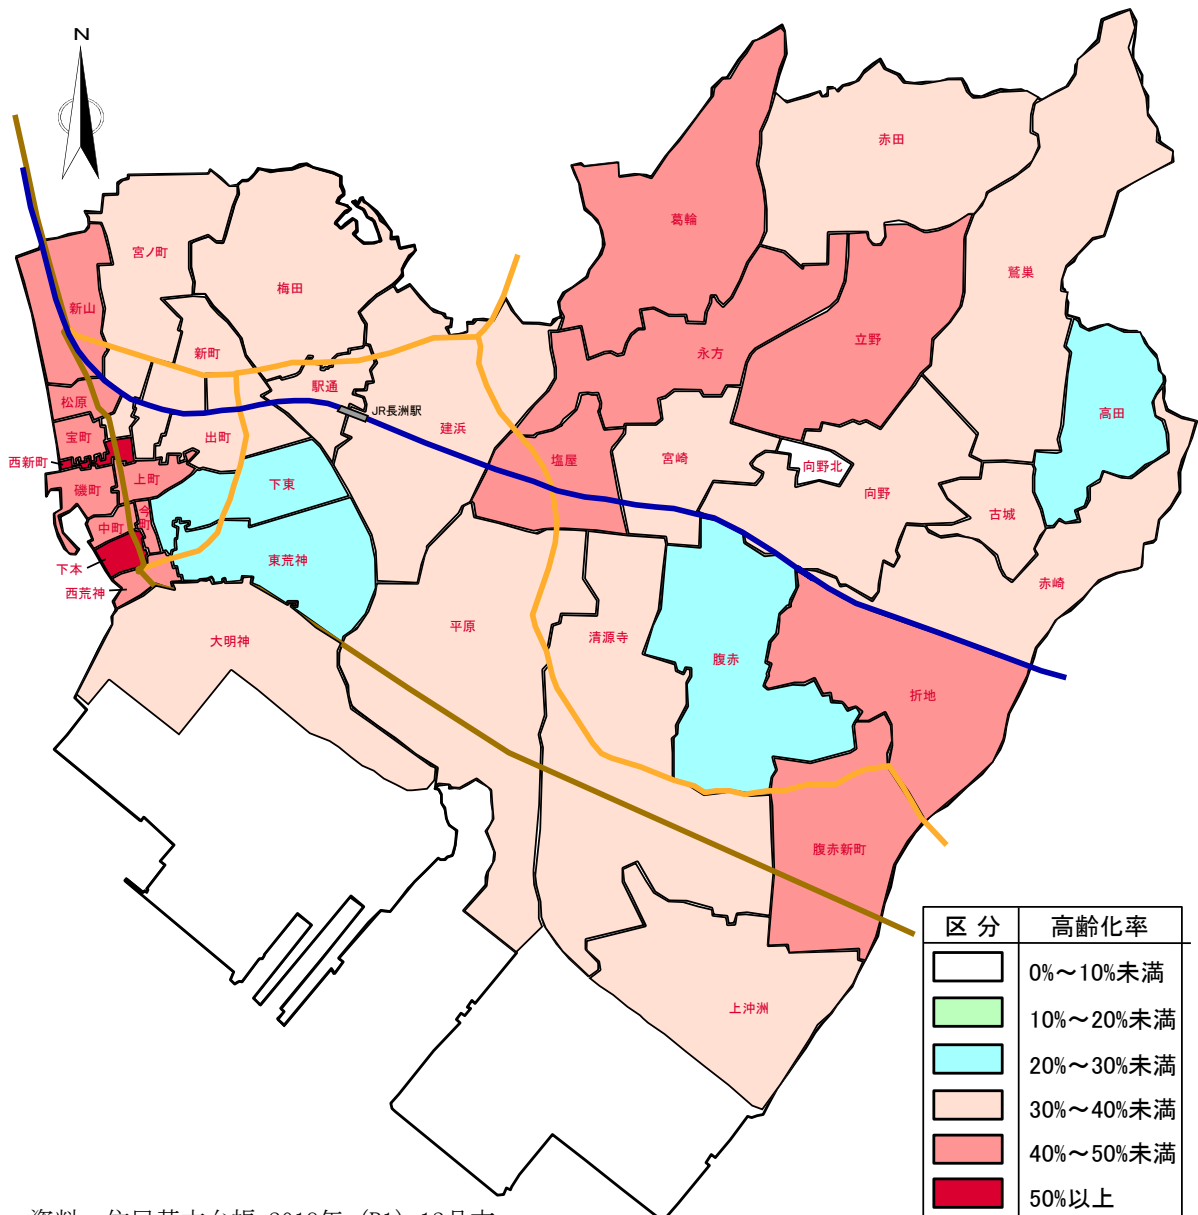 N
赤田
葛輪
宮ノ町
鷲巣
梅田
新山
立野
永方
新町
駅通
JR長洲駅
松原
高田
建浜
宝町
出町
西新町
塩屋
宮崎
向野北
上町
下東
磯町
向野
今町
古城
中町
東荒神
下本
赤崎
西荒神
大明神
平原
清源寺
腹赤
折地
腹赤新町
上沖洲
区分 高齢化率
0%～10%未満
10%～20%未満
20%～30%未満
30%～40%未満
40%～50%未満
50%以上